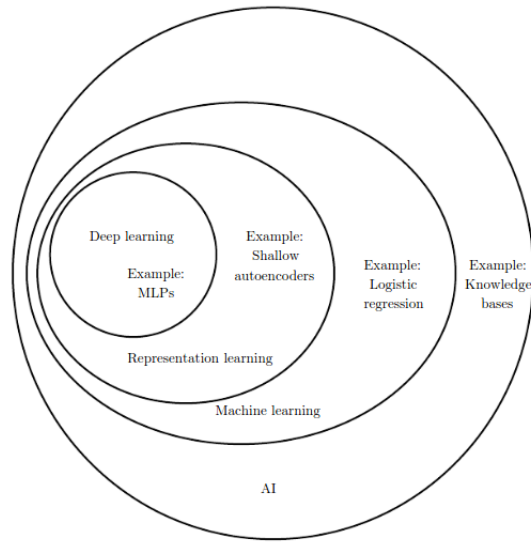 Deep learning
Example:
MLPs
Example:
Shallow
autoencoders
Example:
Logistic
regression
Example:
Knowledge
bases
Representation learning
Machine learning
AI